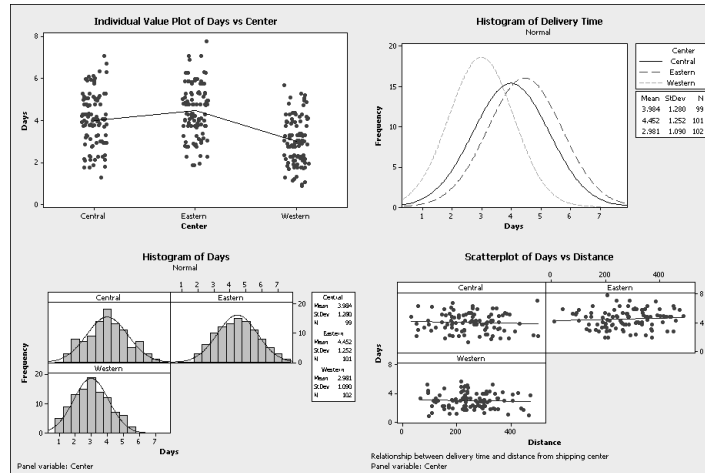 Individual Value Plot of Days vs Center
8
6
4
2
0
Days
Central
Eastern
Western
Center
Histogram of Delivery Time
Normal
20
15
10
5
0
Frequency
1 2 3 4 5 6 7
Days
Center
Central
Eastern
Western
Mean StDev N
3.984 1.280 99
4.452 1.252 101
2.981 1.090 102
Histogram of Days
Normal
1 2 3 4 5 6 7
Central
Eastern
20
10
0
Western
20
10
0
Frequency
1 2 3 4 5 6 7
Days
Central
Mean 3.984
StDev 1.280
N 99
Eastern
Mean 4.452
StDev 1.252
N 101
Western
Mean 2.981
StDev 1.090
N 102
Panel variable: Center
Scatterplot of Days vs Distance
0 200 400
Central
Eastern
8
4
0
Western
8
4
0
Days
0 200 400
Distance
Relationship between delivery time and distance from shipping center
Panel variable: Center